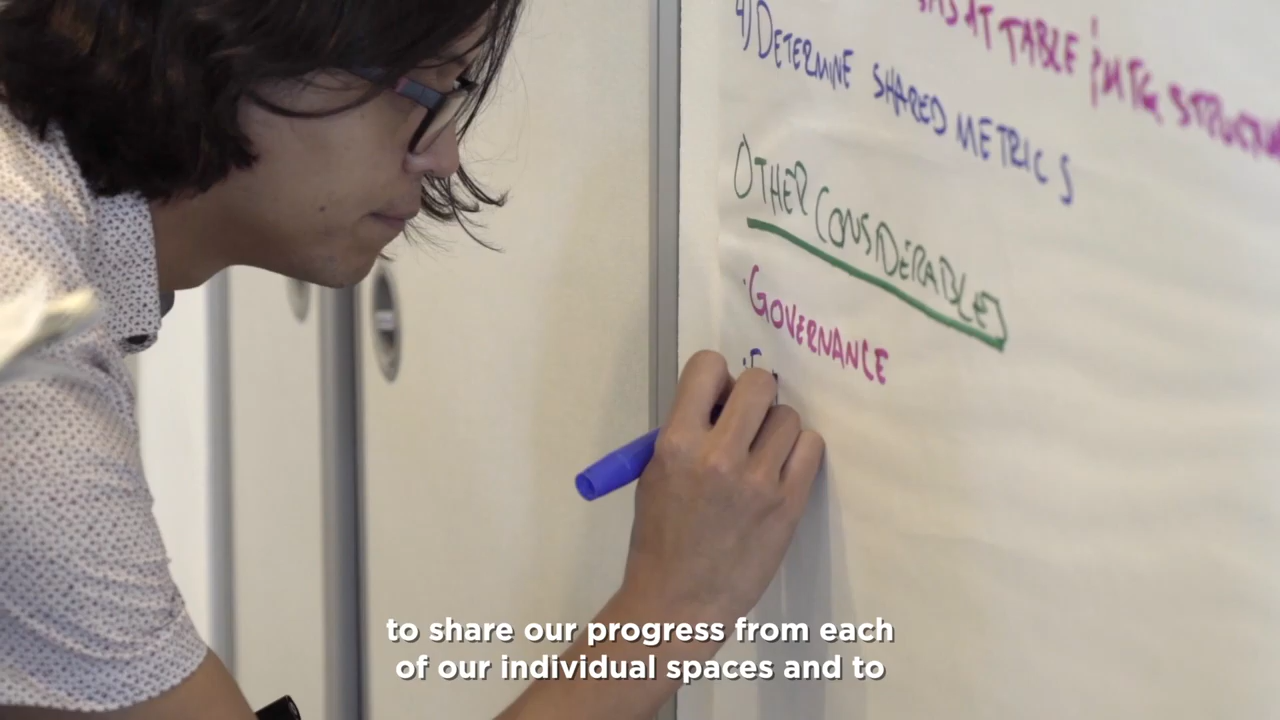 AT TABLE
4) DETERMINE SHARED METRICS
OTHER CONSIDERABLES
·GOVERNANCE
to share our progress from each
of our individual spaces and to